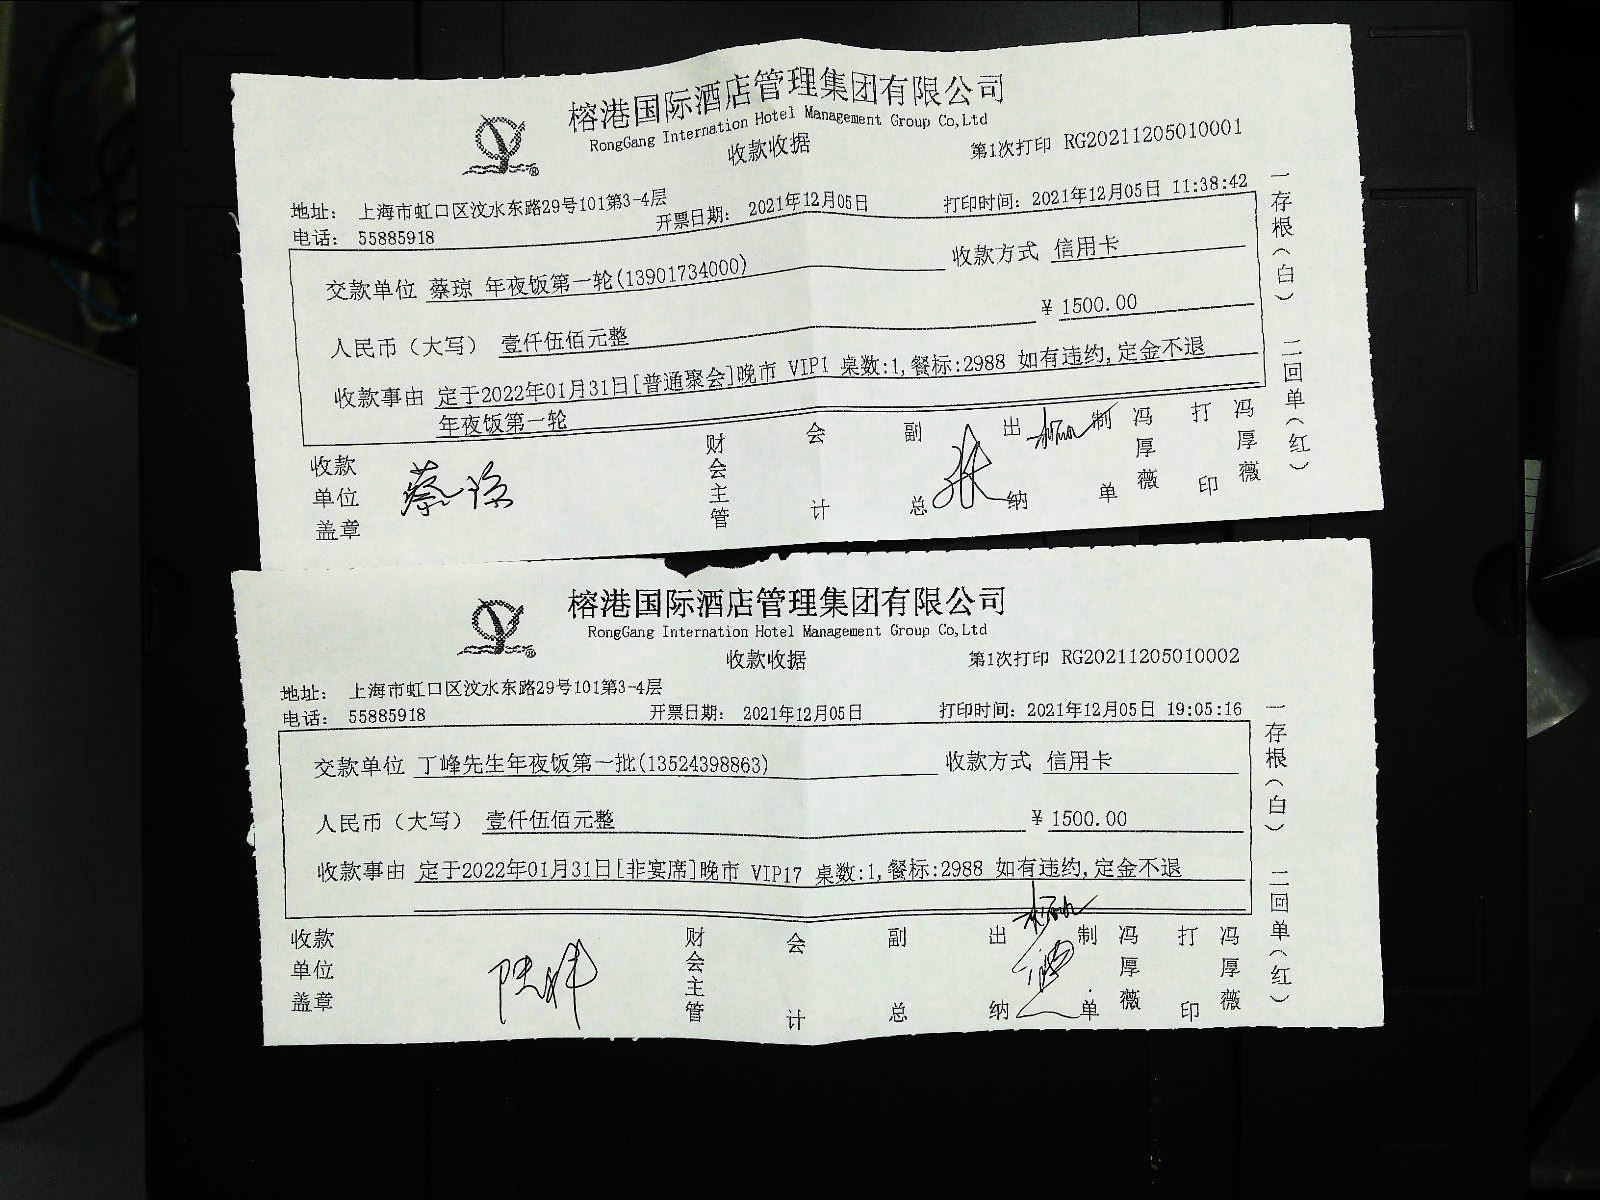 榕港国际酒店管理集团有限公司
RongGang Internation Hotel Management Group Co,Ltd
收款收据
第1次打印 RG20211205010001
地址： 上海市虹口区汶水东路29号101第3-4层
电话： 55885918
开票日期： 2021年12月05日
打印时间：2021年12月05日 11:38:42
交款单位 蔡琼 年夜饭第一轮(13901734000)
收款方式 信用卡
人民币（大写） 壹仟伍佰元整
¥ 1500.00
收款事由 定于2022年01月31日[普通聚会]晚市 VIP1 桌数:1,餐标:2988 如有违约,定金不退
年夜饭第一轮
收款单位盖章
蔡琼
财会主管
会计
副总
出纳
制单
冯厚薇
打印
冯厚薇
一存根（白）
二回单（红）
榕港国际酒店管理集团有限公司
RongGang Internation Hotel Management Group Co,Ltd
收款收据
第1次打印 RG20211205010002
地址： 上海市虹口区汶水东路29号101第3-4层
电话： 55885918
开票日期： 2021年12月05日
打印时间：2021年12月05日 19:05:16
交款单位 丁峰先生年夜饭第一批(13524398863)
收款方式 信用卡
人民币（大写） 壹仟伍佰元整
¥ 1500.00
收款事由 定于2022年01月31日[非宴席]晚市 VIP17 桌数:1,餐标:2988 如有违约,定金不退
收款单位盖章
财会主管
会计
副总
出纳
制单
冯厚薇
打印
冯厚薇
一存根（白）
二回单（红）